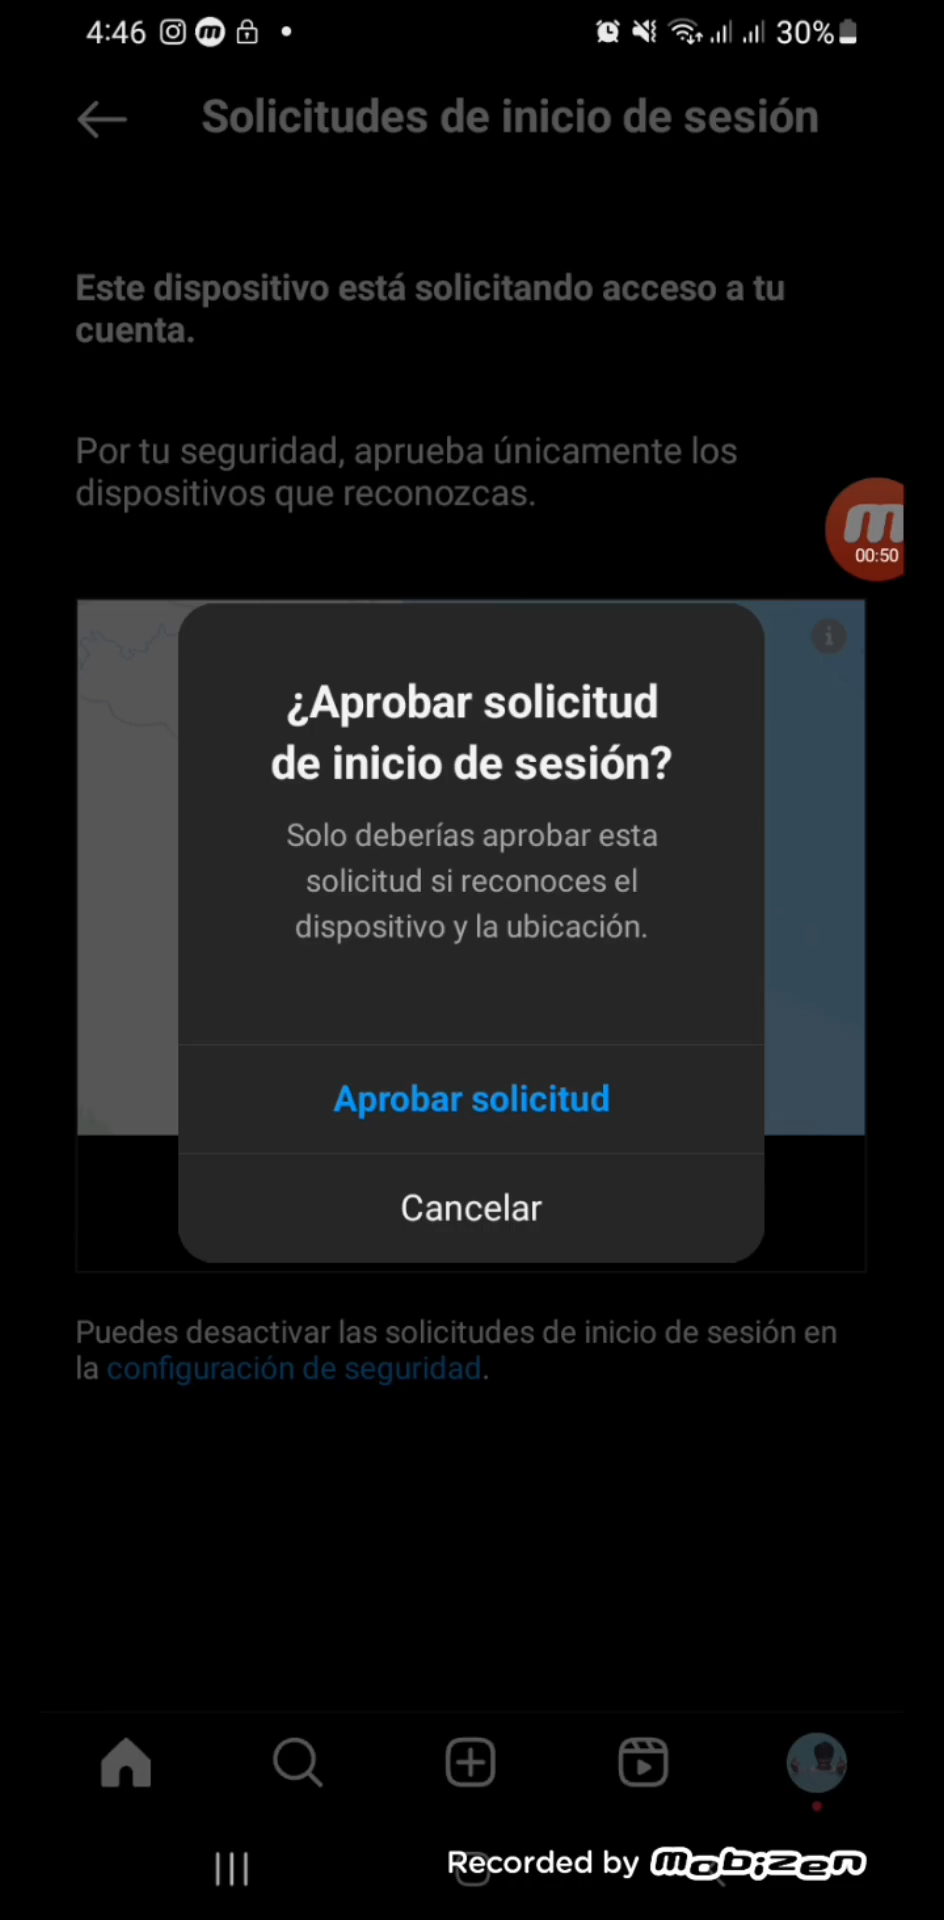 4:46
30%
Solicitudes de inicio de sesión
Este dispositivo está solicitando acceso a tu
cuenta.
Por tu seguridad, aprueba únicamente los
dispositivos que reconozcas.
m
00:50
¿Aprobar solicitud
de inicio de sesión?
Solo deberías aprobar esta
solicitud si reconoces el
dispositivo y la ubicación.
Aprobar solicitud
Cancelar
Puedes desactivar las solicitudes de inicio de sesión en
la configuración de seguridad.
Recorded by mobizen